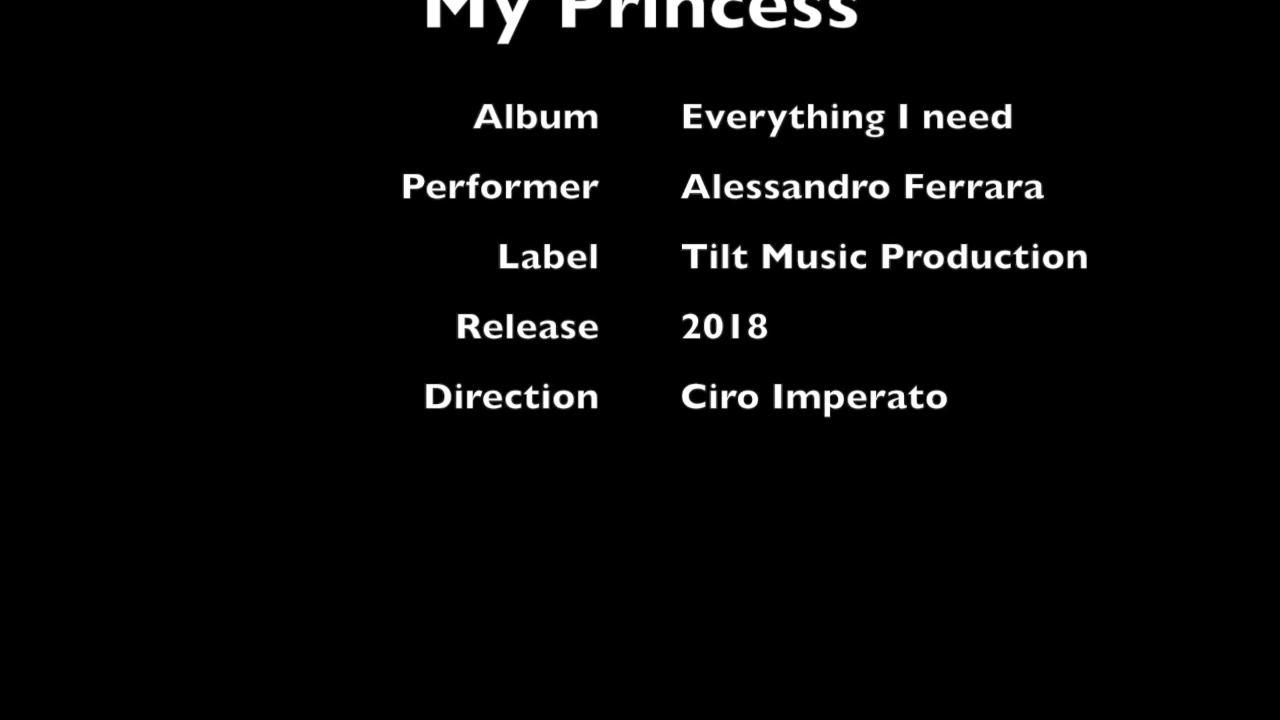 My Princess
Album Everything I need
Performer Alessandro Ferrara
Label Tilt Music Production
Release 2018
Direction Ciro Imperato